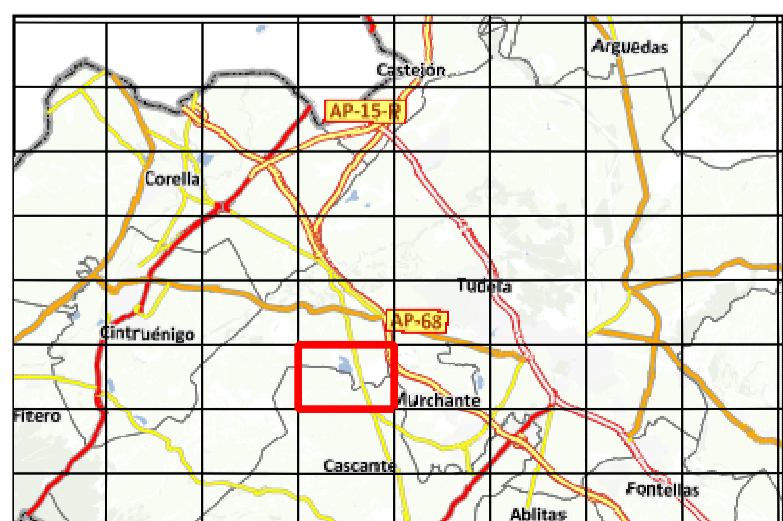 Arguedas
Castejón
AP-15-R
Corella
Tudela
AP-68
Cintruénigo
Murchante
Fitero
Cascante
Fontellas
Ablitas